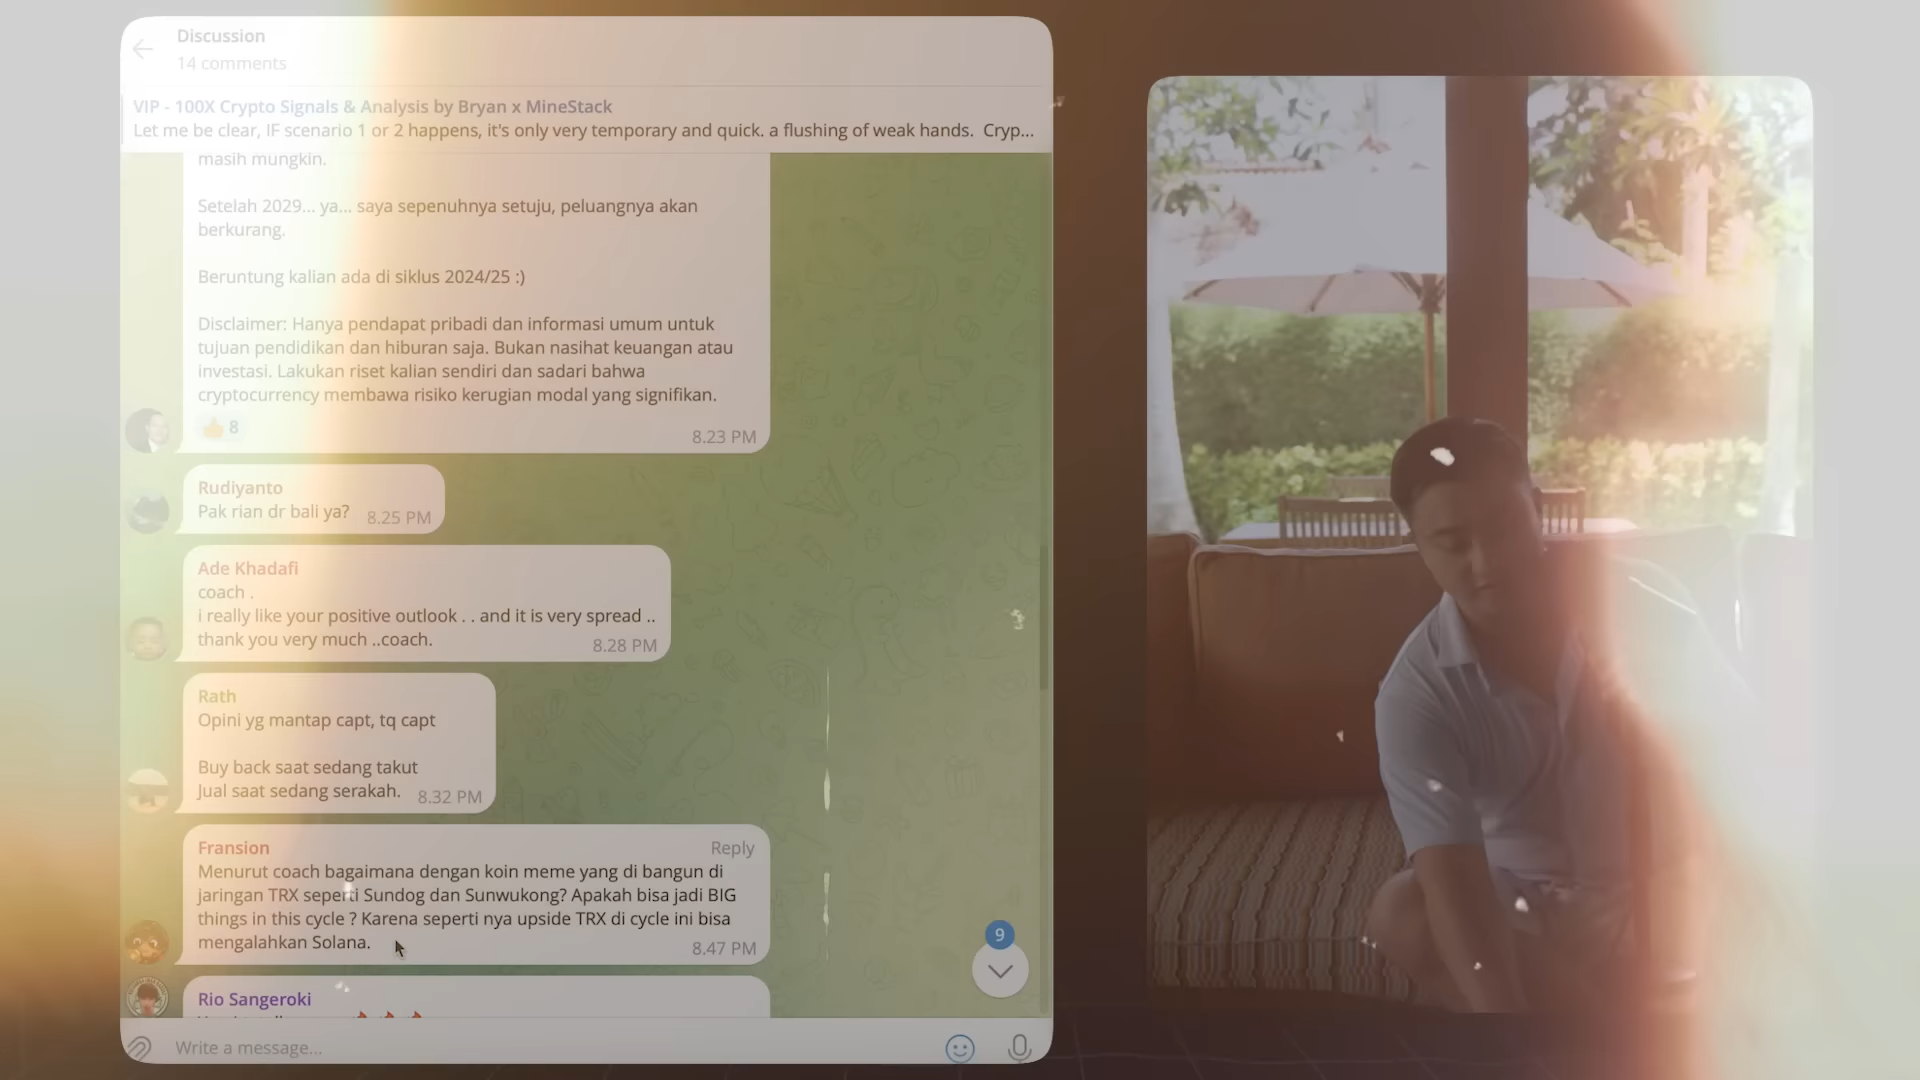 Discussion
14 comments
VIP - 100X Crypto Signals & Analysis by Bryan x MineStack
Let me be clear, IF scenario 1 or 2 happens, it's only very temporary and quick. a flushing of weak hands. Cryp...
masih mungkin.
Setelah 2029... ya... saya sepenuhnya setuju, peluangnya akan
berkurang.
Beruntung kalian ada di siklus 2024/25 :)
Disclaimer: Hanya pendapat pribadi dan informasi umum untuk
tujuan pendidikan dan hiburan saja. Bukan nasihat keuangan atau
investasi. Lakukan riset kalian sendiri dan sadari bahwa
cryptocurrency membawa risiko kerugian modal yang signifikan.
👍 8
8.23 PM
Rudiyanto
Pak rian dr bali ya? 8.25 PM
Ade Khadafi
coach .
i really like your positive outlook . . and it is very spread ..
thank you very much ..coach.
8.28 PM
Rath
Opini yg mantap capt, tq capt
Buy back saat sedang takut
Jual saat sedang serakah. 8.32 PM
Fransion Reply
Menurut coach bagaimana dengan koin meme yang di bangun di
jaringan TRX seperti Sundog dan Sunwukong? Apakah bisa jadi BIG
things in this cycle ? Karena seperti nya upside TRX di cycle ini bisa
mengalahkan Solana.
8.47 PM
9
Rio Sangeroki
Write a message...